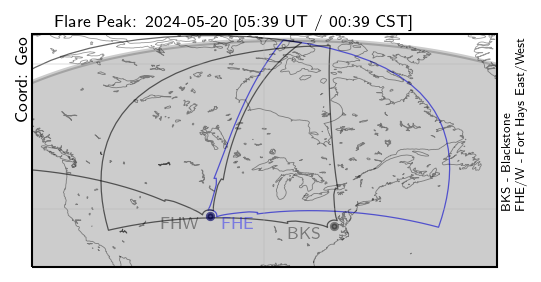 Flare Peak: 2024-05-20 [05:39 UT / 00:39 CST]
Coord: Geo
FHW
FHE
BKS
BKS - Blackstone
FHE/W - Fort Hays East/West